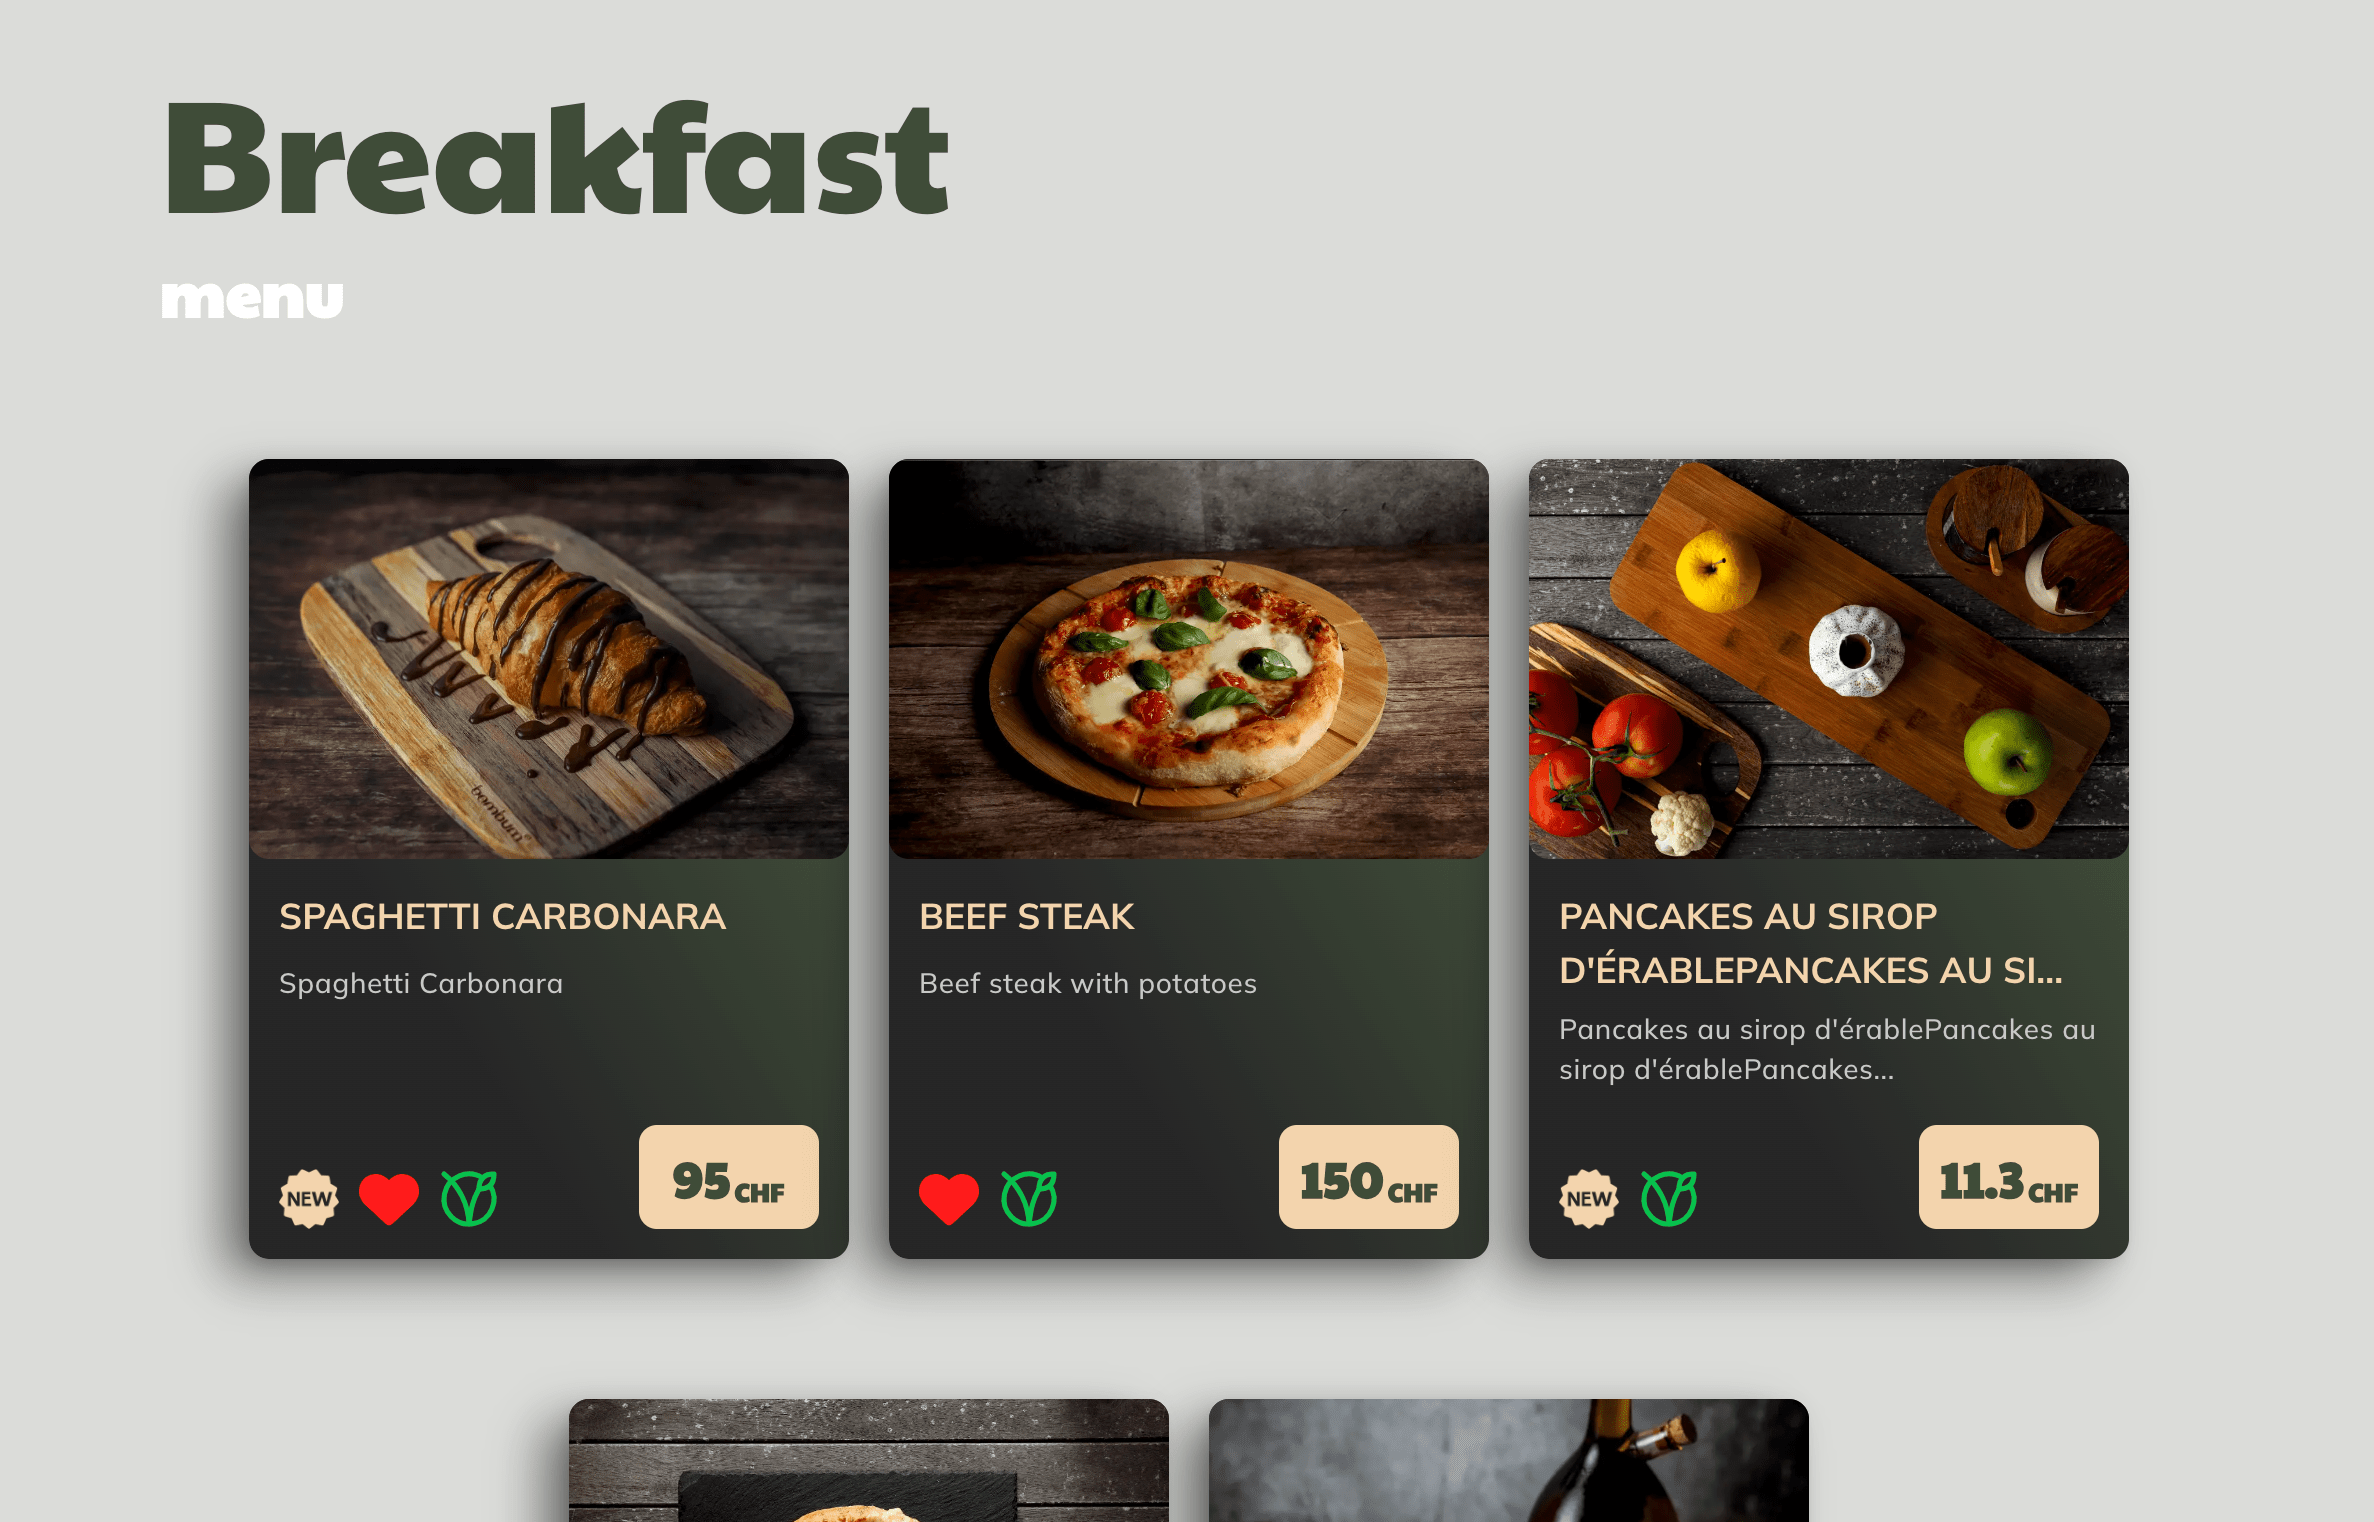 Breakfast
menu
bambum
SPAGHETTI CARBONARA
Spaghetti Carbonara
NEW
95 CHF
BEEF STEAK
Beef steak with potatoes
150 CHF
PANCAKES AU SIROP
D'ÉRABLEPANCAKES AU SI...
Pancakes au sirop d'érablePancakes au
sirop d'érablePancakes...
NEW
11.3 CHF